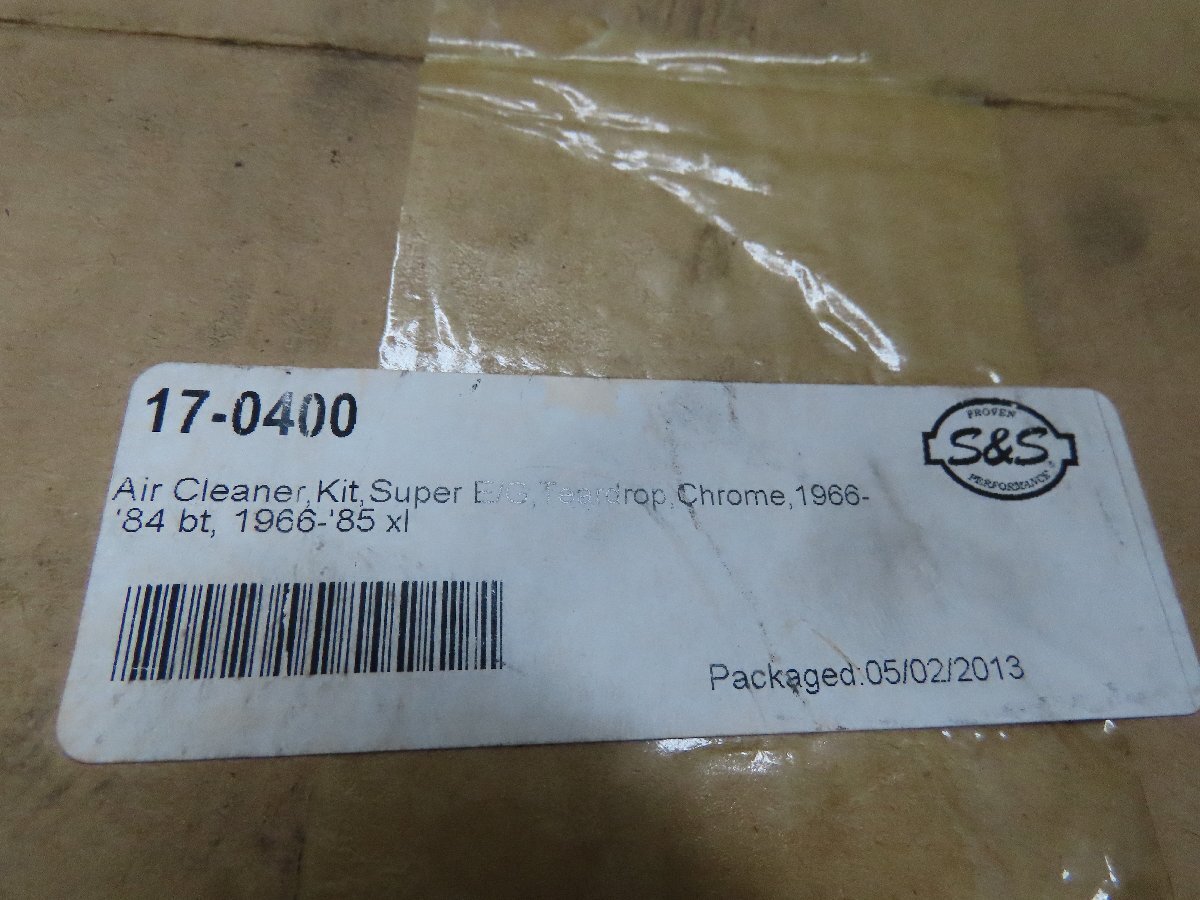 17-0400
PROVEN
S&S
PERFORMANCE
Air Cleaner,Kit,Super E/G,Teardrop,Chrome,1966-
'84 bt, 1966-'85 xl
Packaged:05/02/2013